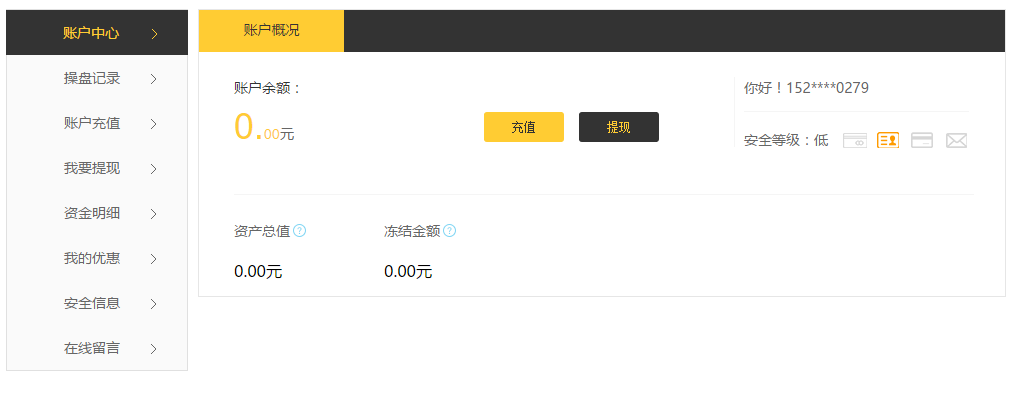 账户中心
操盘记录
账户充值
我要提现
资金明细
我的优惠
安全信息
在线留言
账户概况
账户余额：
0.00元
充值
提现
你好！152****0279
安全等级：低
资产总值
冻结金额
0.00元
0.00元